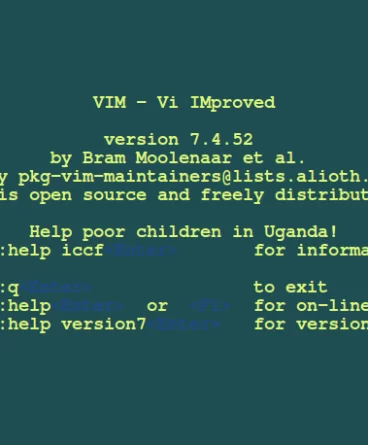 VIM - Vi IMproved
version 7.4.52
by Bram Moolenaar et al.
y pkg-vim-maintainers@lists.alioth.
is open source and freely distribut
Help poor children in Uganda!
:help iccf<Enter> for informa
:q<Enter> to exit
:help<Enter> or <F1> for on-line
:help version7<Enter> for version